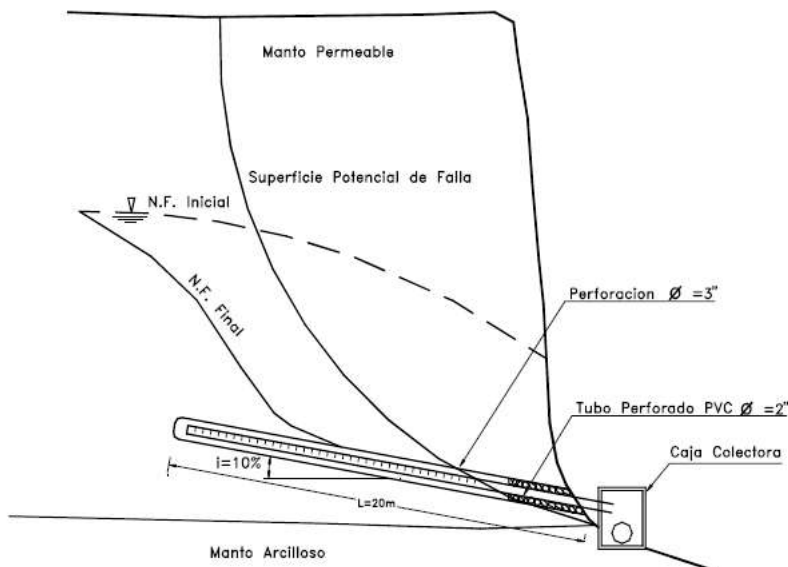 Manto Permeable
Superficie Potencial de Falla
N.F. Inicial
N.F. Final
Perforacion Ø =3"
Tubo Perforado PVC Ø =2"
Caja Colectora
i=10%
L=20m
Manto Arcilloso